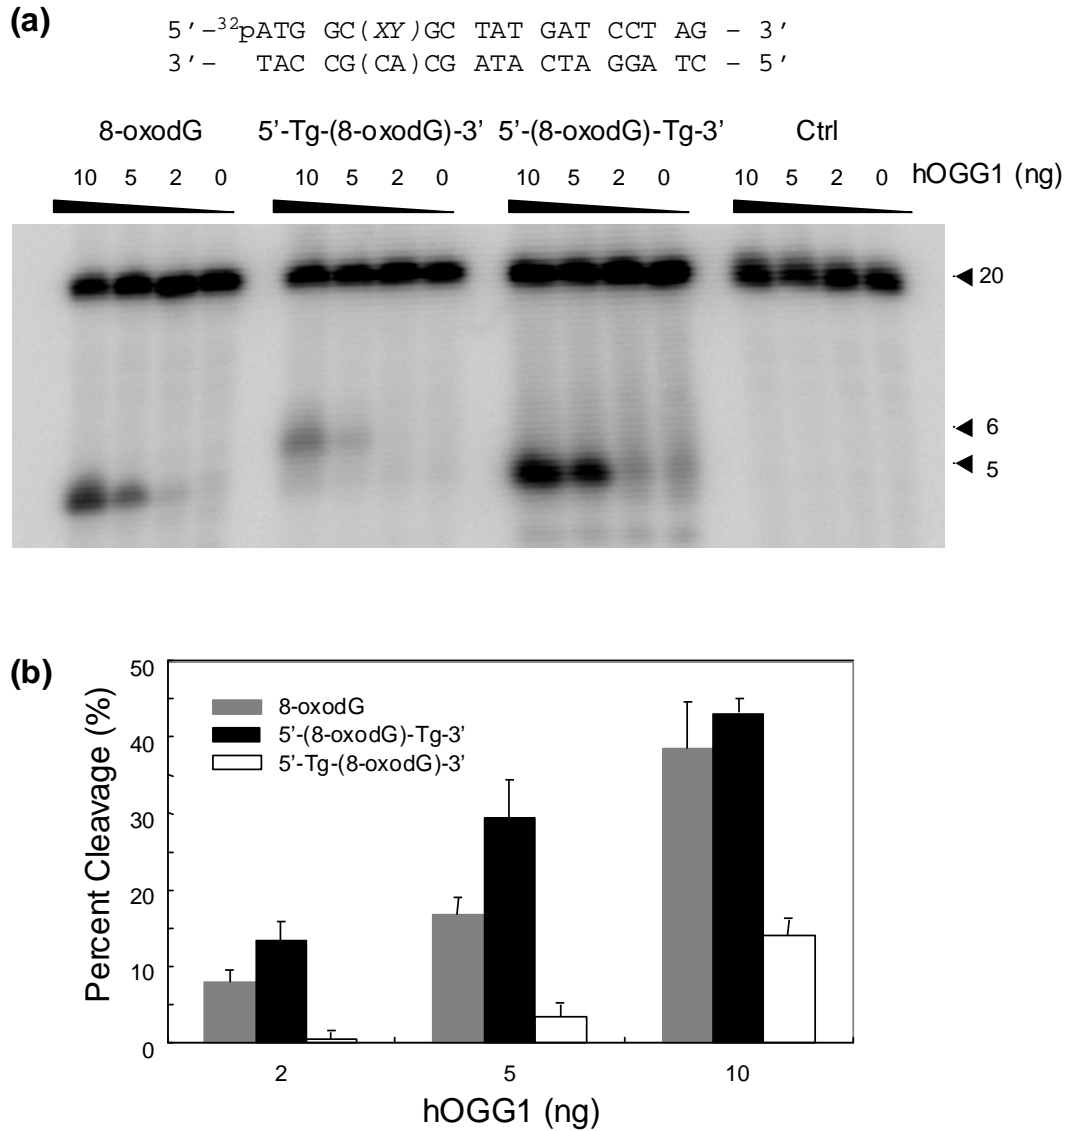 (a)
5’–³²pATG GC(XY)GC TAT GAT CCT AG – 3’
3’– TAC CG(CA)CG ATA CTA GGA TC – 5’
8-oxodG 5’-Tg-(8-oxodG)-3’ 5’-(8-oxodG)-Tg-3’ Ctrl
10 5 2 0 10 5 2 0 10 5 2 0 10 5 2 0 hOGG1 (ng)
20
6
5
(b)
50
40
30
20
10
0
Percent Cleavage (%)
8-oxodG
5’-(8-oxodG)-Tg-3’
5’-Tg-(8-oxodG)-3’
2 5 10
hOGG1 (ng)